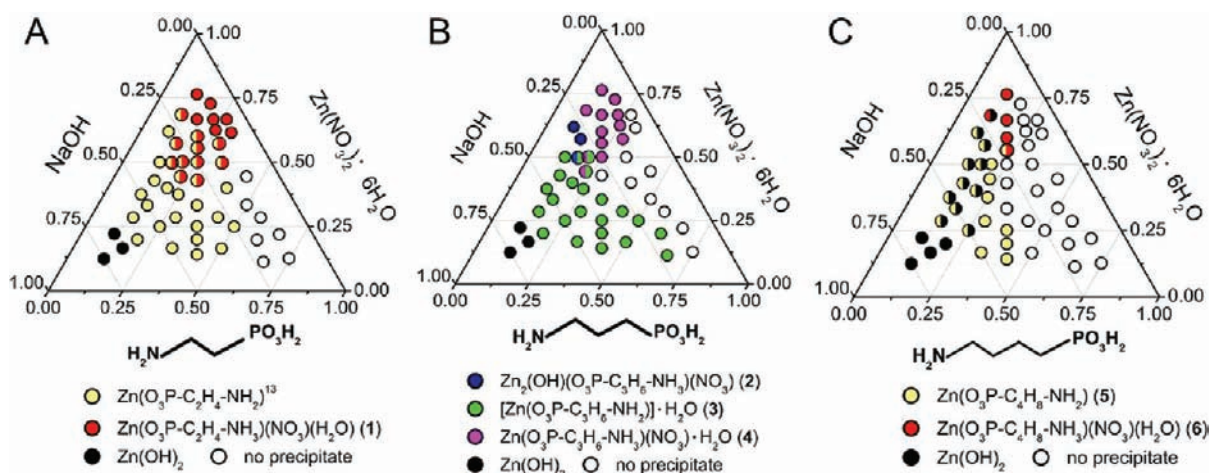 A
0.00
1.00
0.25
0.75
0.50
0.50
0.75
0.25
1.00
0.00
0.00
0.25
0.50
0.75
1.00
NaOH
Zn(NO₃)₂· 6H₂O
H₂N
PO₃H₂
Zn(O₃P-C₂H₄-NH₂)¹³
Zn(O₃P-C₂H₄-NH₃)(NO₃)(H₂O) (1)
Zn(OH)₂
no precipitate
B
0.00
1.00
0.25
0.75
0.50
0.50
0.75
0.25
1.00
0.00
0.00
0.25
0.50
0.75
1.00
NaOH
Zn(NO₃)₂· 6H₂O
H₂N
PO₃H₂
Zn₂(OH)(O₃P-C₃H₆-NH₃)(NO₃) (2)
[Zn(O₃P-C₃H₆-NH₂)]·H₂O (3)
Zn(O₃P-C₃H₆-NH₃)(NO₃)·H₂O (4)
Zn(OH)₂
no precipitate
C
0.00
1.00
0.25
0.75
0.50
0.50
0.75
0.25
1.00
0.00
0.00
0.25
0.50
0.75
1.00
NaOH
Zn(NO₃)₂· 6H₂O
H₂N
PO₃H₂
Zn(O₃P-C₄H₈-NH₂) (5)
Zn(O₃P-C₄H₈-NH₃)(NO₃)(H₂O) (6)
Zn(OH)₂
no precipitate